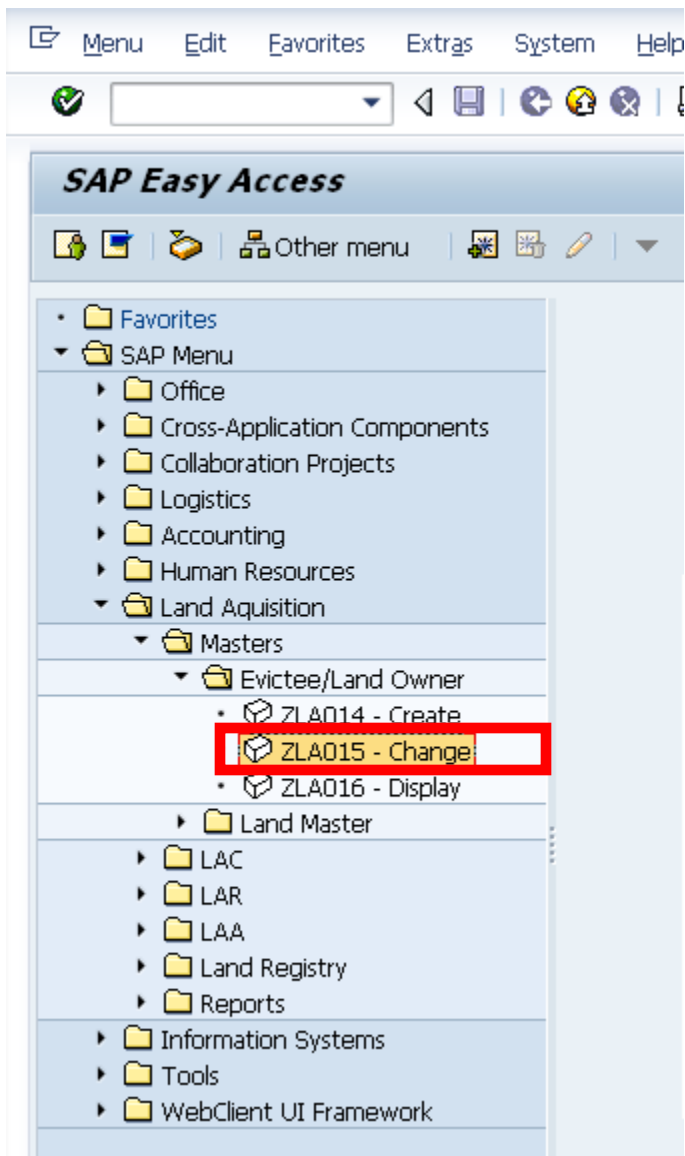 Menu Edit Favorites Extras System Help
SAP Easy Access
Other menu
Favorites
SAP Menu
Office
Cross-Application Components
Collaboration Projects
Logistics
Accounting
Human Resources
Land Aquisition
Masters
Evictee/Land Owner
ZLA014 - Create
ZLA015 - Change
ZLA016 - Display
Land Master
LAC
LAR
LAA
Land Registry
Reports
Information Systems
Tools
WebClient UI Framework